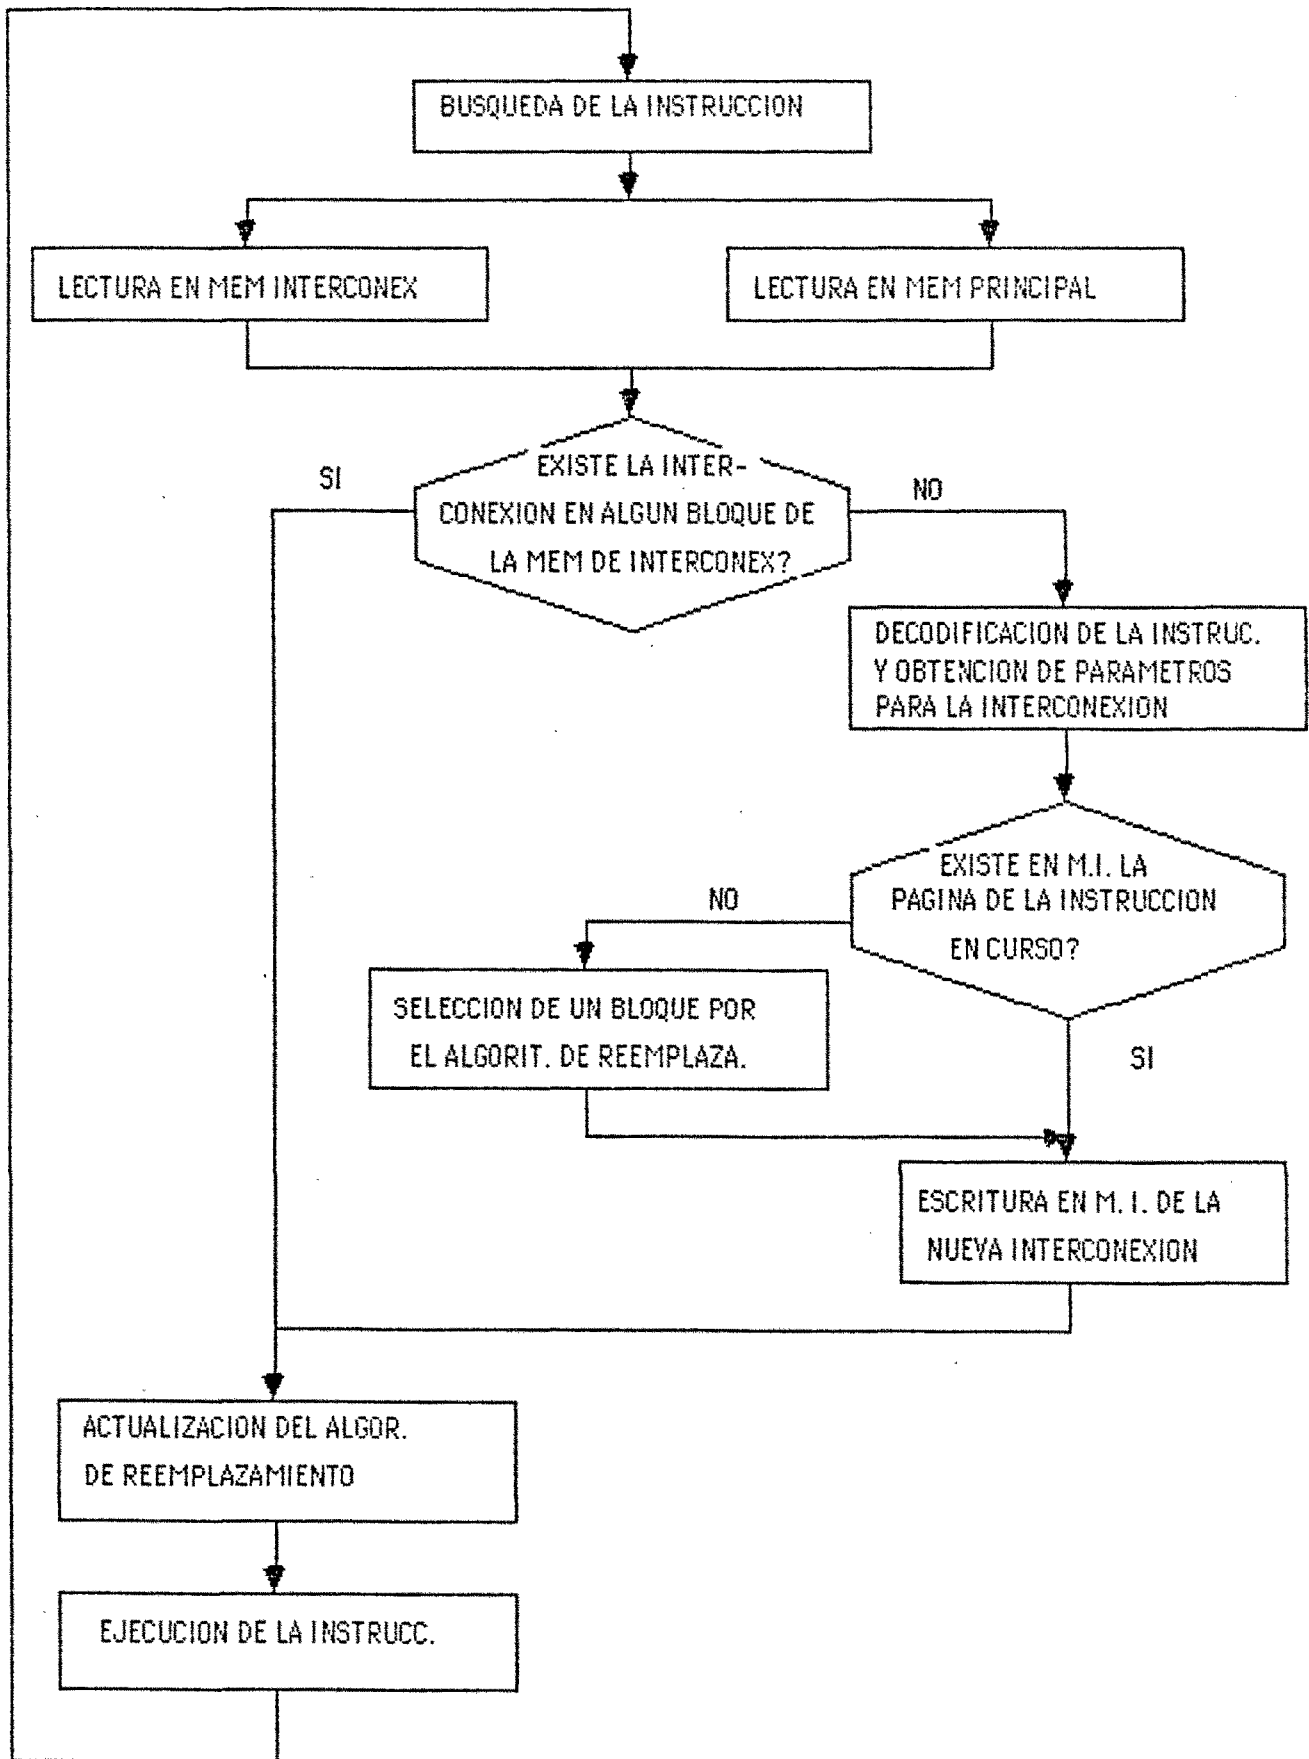 BUSQUEDA DE LA INSTRUCCION
LECTURA EN MEM INTERCONEX
LECTURA EN MEM PRINCIPAL
EXISTE LA INTER-
CONEXION EN ALGUN BLOQUE DE
LA MEM DE INTERCONEX?
SI
NO
DECODIFICACION DE LA INSTRUC.
Y OBTENCION DE PARAMETROS
PARA LA INTERCONEXION
EXISTE EN M.I. LA
PAGINA DE LA INSTRUCCION
EN CURSO?
NO
SELECCION DE UN BLOQUE POR
EL ALGORIT. DE REEMPLAZA.
SI
ESCRITURA EN M. I. DE LA
NUEVA INTERCONEXION
ACTUALIZACION DEL ALGOR.
DE REEMPLAZAMIENTO
EJECUCION DE LA INSTRUCC.